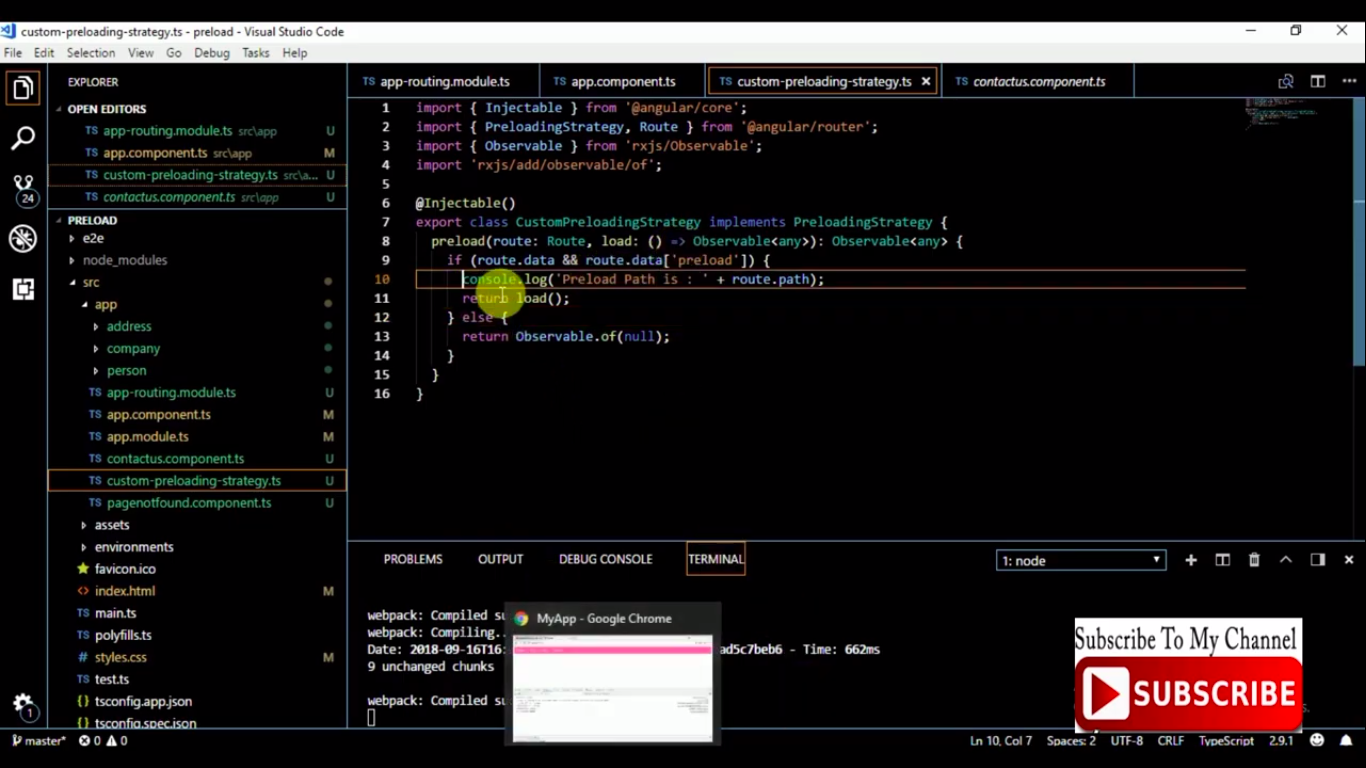 custom-preloading-strategy.ts - preload - Visual Studio Code
File Edit Selection View Go Debug Tasks Help
EXPLORER
OPEN EDITORS
TS app-routing.module.ts src\app U
TS app.component.ts src\app M
TS custom-preloading-strategy.ts src\a... U
TS contactus.component.ts src\app U
24
PRELOAD
e2e
node_modules
src
app
address
company
person
TS app-routing.module.ts U
TS app.component.ts M
TS app.module.ts M
TS contactus.component.ts U
TS custom-preloading-strategy.ts U
TS pagenotfound.component.ts U
assets
environments
favicon.ico
<> index.html M
TS main.ts
TS polyfills.ts
# styles.css M
TS test.ts
{} tsconfig.app.json
{} tsconfig.spec.json
1
TS app-routing.module.ts TS app.component.ts TS custom-preloading-strategy.ts TS contactus.component.ts
1 import { Injectable } from '@angular/core';
2 import { PreloadingStrategy, Route } from '@angular/router';
3 import { Observable } from 'rxjs/Observable';
4 import 'rxjs/add/observable/of';
5
6 @Injectable()
7 export class CustomPreloadingStrategy implements PreloadingStrategy {
8 preload(route: Route, load: () => Observable<any>): Observable<any> {
9 if (route.data && route.data['preload']) {
10 console.log('Preload Path is : ' + route.path);
11 return load();
12 } else {
13 return Observable.of(null);
14 }
15 }
16 }
PROBLEMS OUTPUT DEBUG CONSOLE TERMINAL
1: node
webpack: Compiled su
webpack: Compiling..
Date: 2018-09-16T16: ad5c7beb6 - Time: 662ms
9 unchanged chunks
webpack: Compiled su
MyApp - Google Chrome
Subscribe To My Channel
SUBSCRIBE
master* 0 0
Ln 10, Col 7 Spaces: 2 UTF-8 CRLF TypeScript 2.9.1